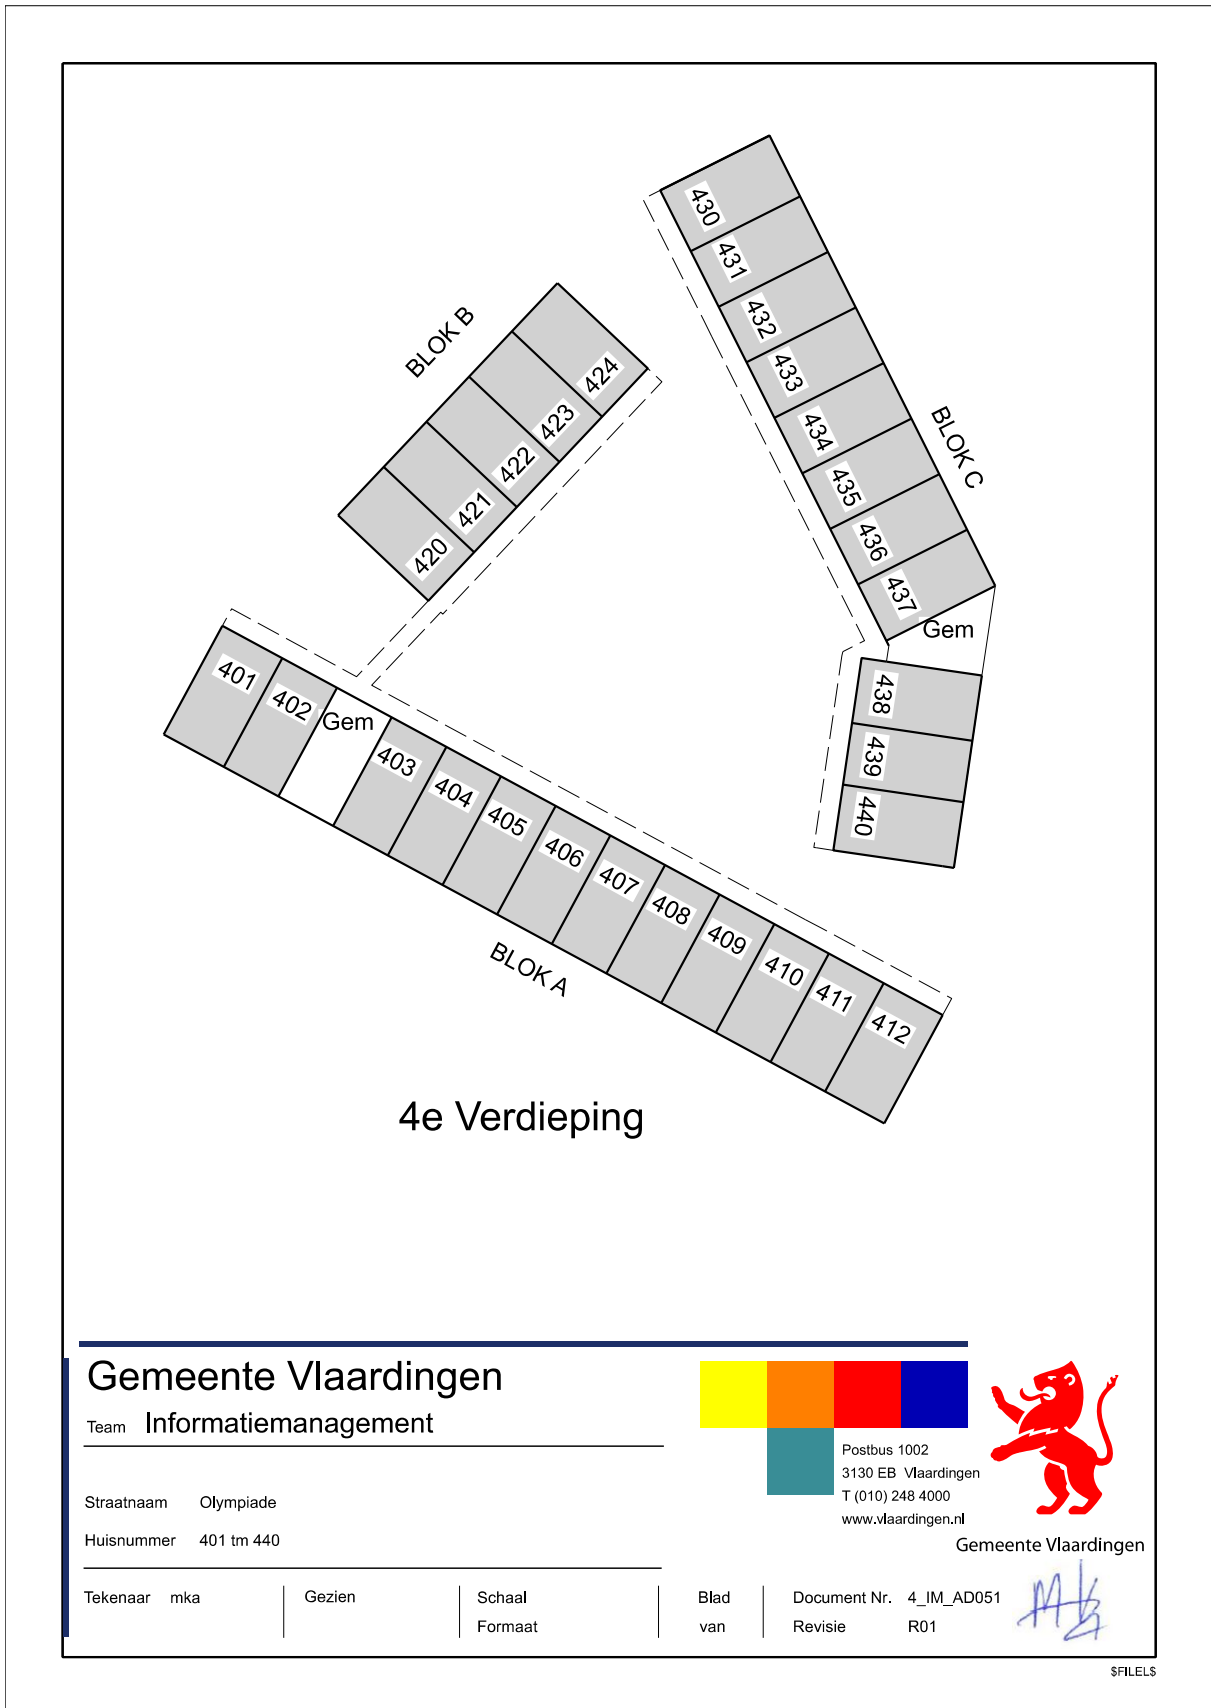 430
431
432
433
434
435
436
437
BLOK C
Gem
438
439
440
BLOK B
424
423
422
421
420
401
402
Gem
403
404
405
406
407
408
409
410
411
412
BLOK A
4e Verdieping
Gemeente Vlaardingen
Team Informatiemanagement
Straatnaam Olympiade
Huisnummer 401 tm 440
Postbus 1002
3130 EB Vlaardingen
T (010) 248 4000
www.vlaardingen.nl
Gemeente Vlaardingen
Tekenaar mka Gezien Schaal Blad Document Nr. 4_IM_AD051
Formaat van Revisie R01
$FILEL$